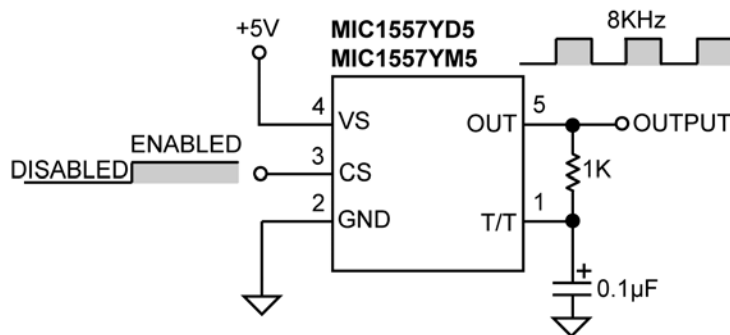 +5V
MIC1557YD5
MIC1557YM5
8KHz
4
VS
OUT
5
OUTPUT
ENABLED
DISABLED
3
CS
1K
2
GND
T/T
1
+
0.1µF